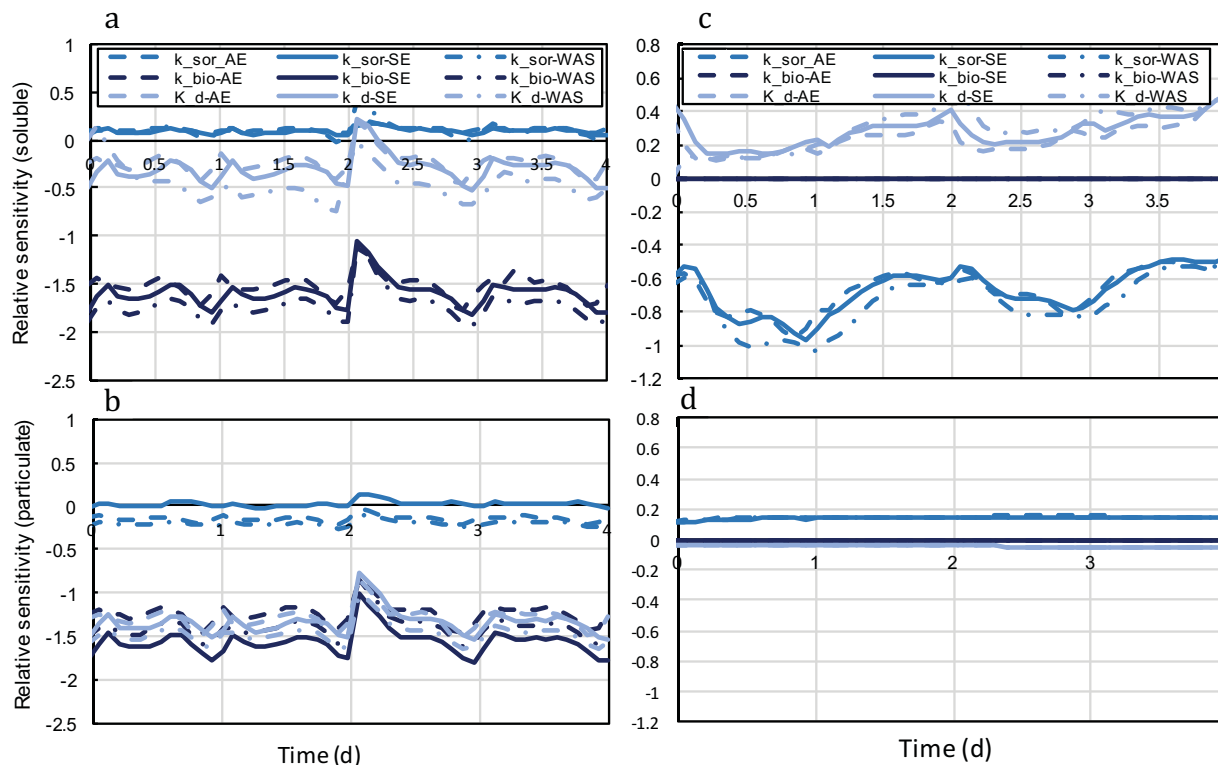 a
Relative sensitivity (soluble)
1
0.5
0
-0.5
-1
-1.5
-2
-2.5
k_sor_AE k_sor-SE k_sor-WAS
k_bio-AE k_bio-SE k_bio-WAS
K_d-AE k_d-SE K_d-WAS
0 0.5 1 1.5 2 2.5 3 3.5 4
c
0.8
0.6
0.4
0.2
0
-0.2
-0.4
-0.6
-0.8
-1
-1.2
k_sor_AE k_sor-SE k_sor-WAS
k_bio-AE k_bio-SE k_bio-WAS
K_d-AE k_d-SE K_d-WAS
0 0.5 1 1.5 2 2.5 3 3.5
b
Relative sensitivity (particulate)
1
0.5
0
-0.5
-1
-1.5
-2
-2.5
0 1 2 3 4
Time (d)
d
0.8
0.6
0.4
0.2
0
-0.2
-0.4
-0.6
-0.8
-1
-1.2
0 1 2 3
Time (d)